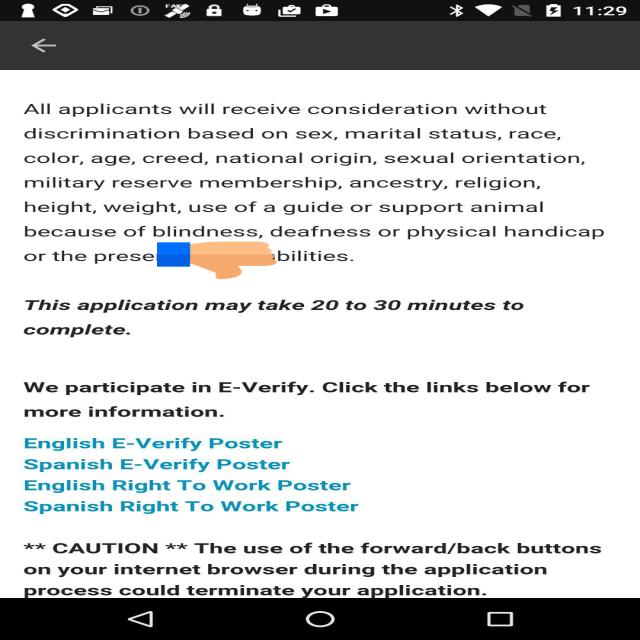 11:29
All applicants will receive consideration without
discrimination based on sex, marital status, race,
color, age, creed, national origin, sexual orientation,
military reserve membership, ancestry, religion,
height, weight, use of a guide or support animal
because of blindness, deafness or physical handicap
or the
This application may take 20 to 30 minutes to
complete.
We participate in E-Verify. Click the links below for
more information.
English E-Verify Poster
Spanish E-Verify Poster
English Right To Work Poster
Spanish Right To Work Poster
** CAUTION ** The use of the forward/back buttons
on your internet browser during the application
process could terminate your application.